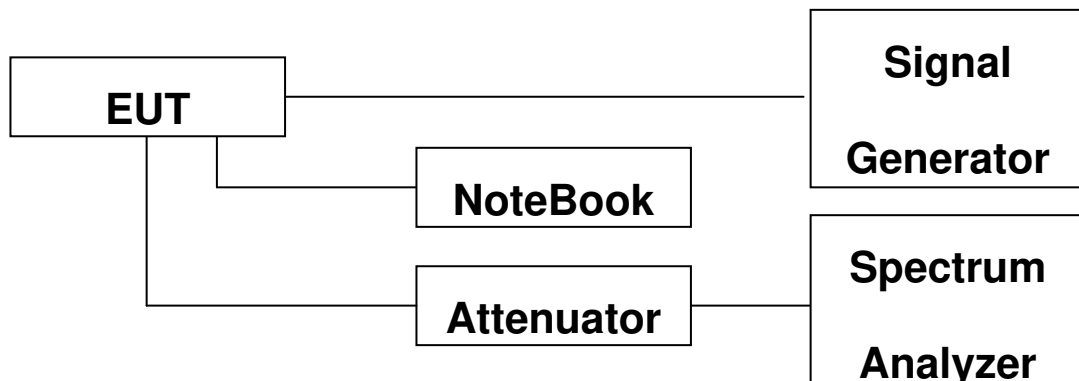 EUT
Signal
Generator
NoteBook
Attenuator
Spectrum
Analyzer